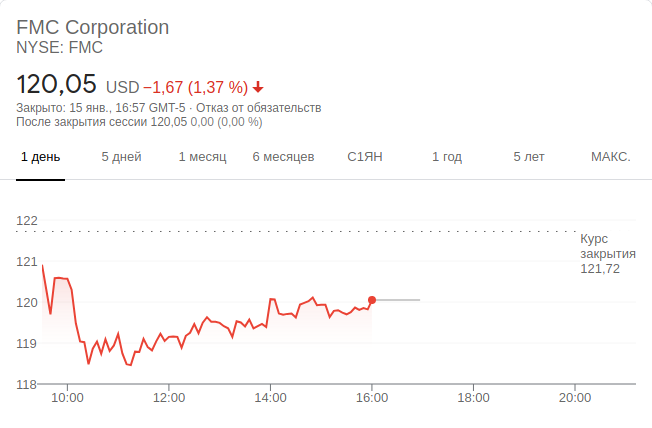 FMC Corporation
NYSE: FMC
120,05 USD −1,67 (1,37 %)
Закрыто: 15 янв., 16:57 GMT-5 · Отказ от обязательств
После закрытия сессии 120,05 0,00 (0,00 %)
1 день 5 дней 1 месяц 6 месяцев С1ЯН 1 год 5 лет МАКС.
122
Курс
закрытия
121,72
121
120
119
118
10:00 12:00 14:00 16:00 18:00 20:00